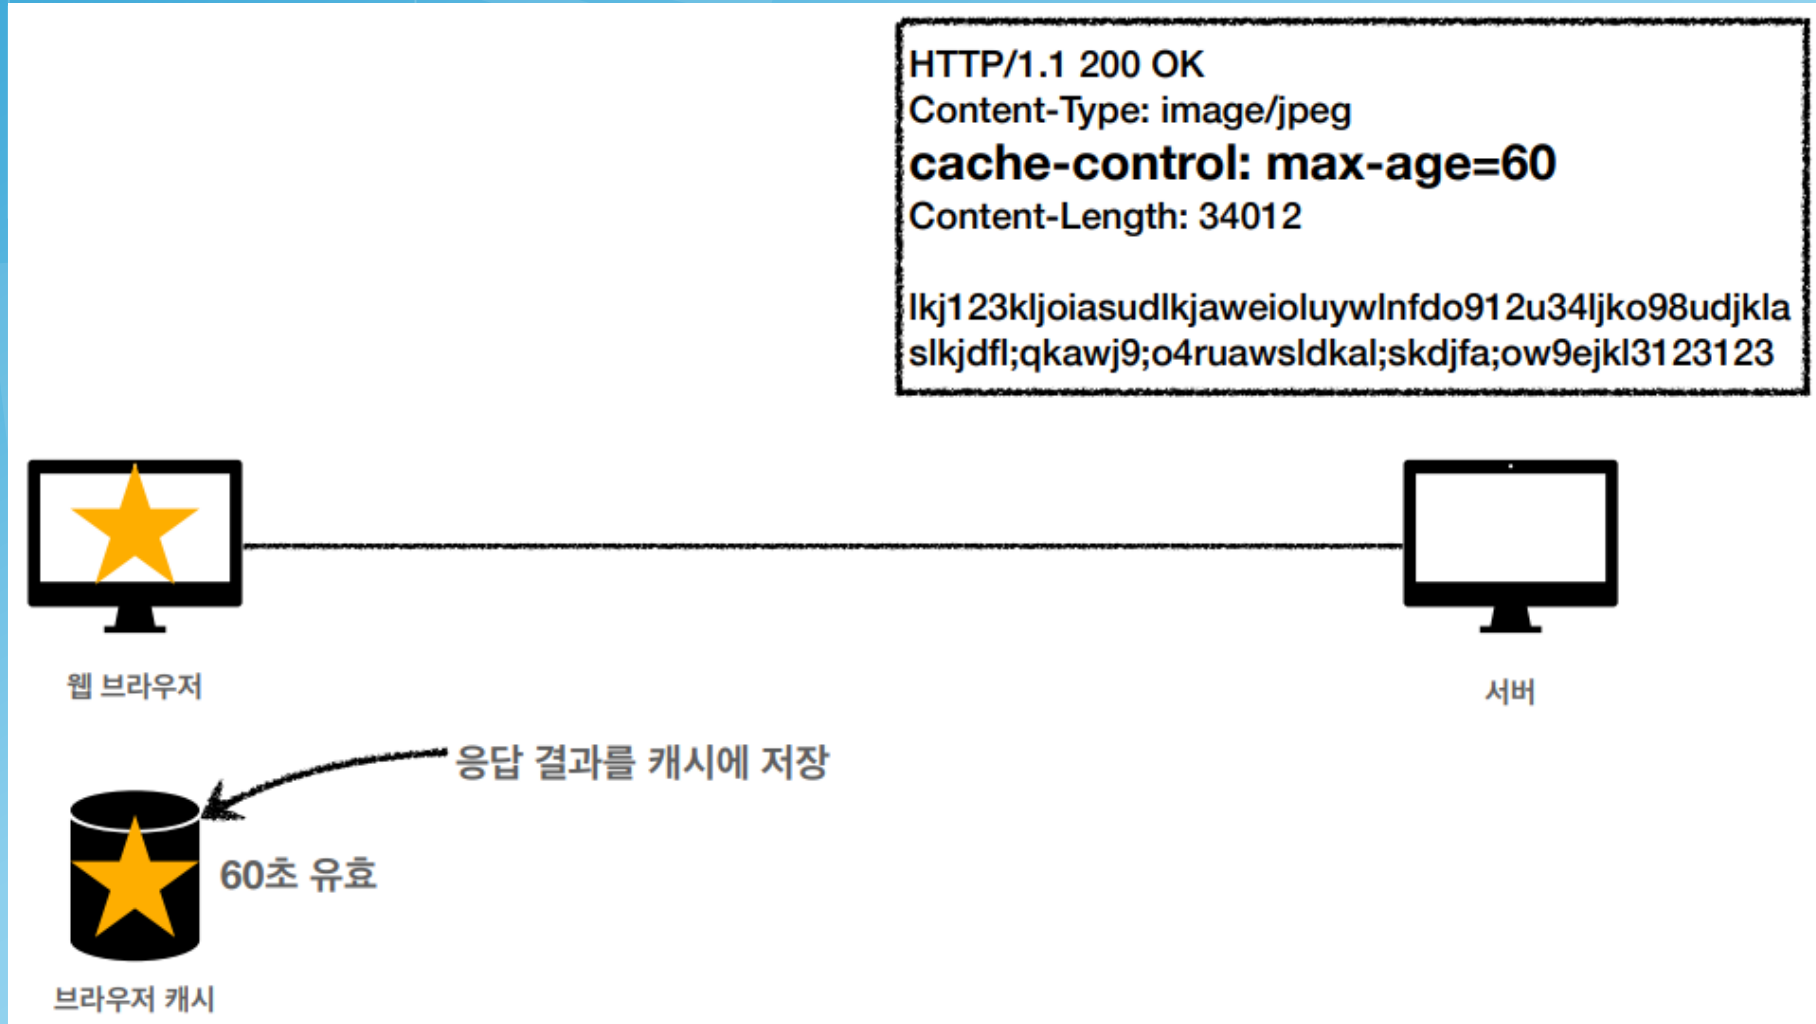 HTTP/1.1 200 OK
Content-Type: image/jpeg
cache-control: max-age=60
Content-Length: 34012
lkj123kljoiasudlkjaweioluywlnfdo912u34ljko98udjkla
slkjdfl;qkawj9;o4ruawsldkal;skdjfa;ow9ejkl3123123
웹 브라우저
서버
응답 결과를 캐시에 저장
60초 유효
브라우저 캐시